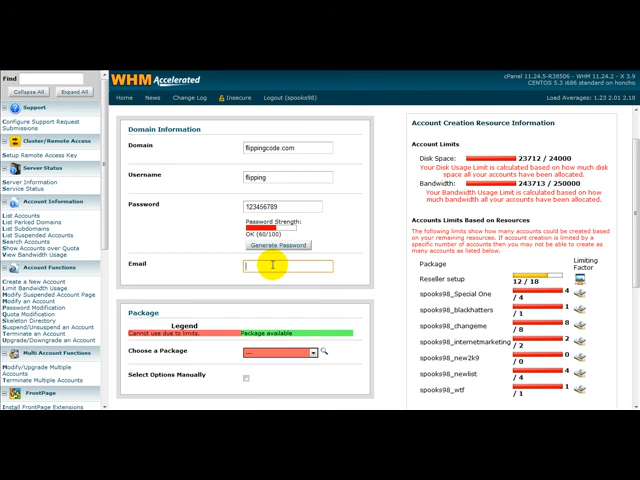 Find
Collapse All
Expand All
Support
Configure Support Request Submissions
Cluster/Remote Access
Setup Remote Access Key
Server Status
Server Information
Service Status
Account Information
List Accounts
List Parked Domains
List Subdomains
List Suspended Accounts
Search Accounts
Show Accounts over Quota
View Bandwidth Usage
Account Functions
Create a New Account
Limit Bandwidth Usage
Modify Suspended Account Page
Modify an Account
Password Modification
Quota Modification
Skeleton Directory
Suspend/Unsuspend an Account
Terminate an Account
Upgrade/Downgrade an Account
Multi Account Functions
Modify/Upgrade Multiple Accounts
Terminate Multiple Accounts
FrontPage
Install FrontPage Extensions
WHM Accelerated
cPanel 11.24.5-R38506 - WHM 11.24.2 - X 3.9
CENTOS 5.3 i686 standard on honcho
Home
News
Change Log
Insecure
Logout (spooks98)
Load Averages: 1.23 2.01 2.18
Domain Information
Domain
flippingcode.com
Username
flipping
Password
123456789
Password Strength:
OK (60/100)
Generate Password
Email
Package
Legend
Cannot use due to limits.
Package available
Choose a Package
---
Select Options Manually
Account Creation Resource Information
Account Limits
Disk Space:
23712 / 24000
Your Disk Usage Limit is calculated based on how much disk space all your accounts have been allocated.
Bandwidth:
243713 / 250000
Your Bandwidth Usage Limit is calculated based on how much bandwidth all your accounts have been allocated.
Accounts Limits Based on Resources
The following limits show how many accounts could be created based on your remaining resources. If account creation is limited by a specific number of accounts then you may not be able to create as many accounts as listed below.
Package
Limiting Factor
Reseller setup
12 / 18
spooks98_Special One
4 / 4
spooks98_blackhatters
1 / 1
spooks98_changeme
8 / 8
spooks98_internetmarketing
2 / 2
spooks98_new2k9
0 / 0
spooks98_newlist
4 / 4
spooks98_wtf
1 / 1